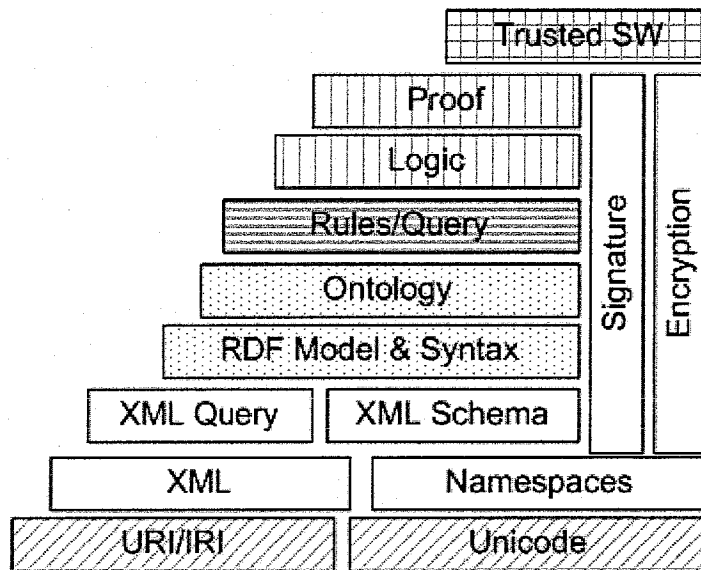 Trusted SW
Proof
Logic
Rules/Query
Ontology
RDF Model & Syntax
XML Query
XML Schema
Signature
Encryption
XML
Namespaces
URI/IRI
Unicode